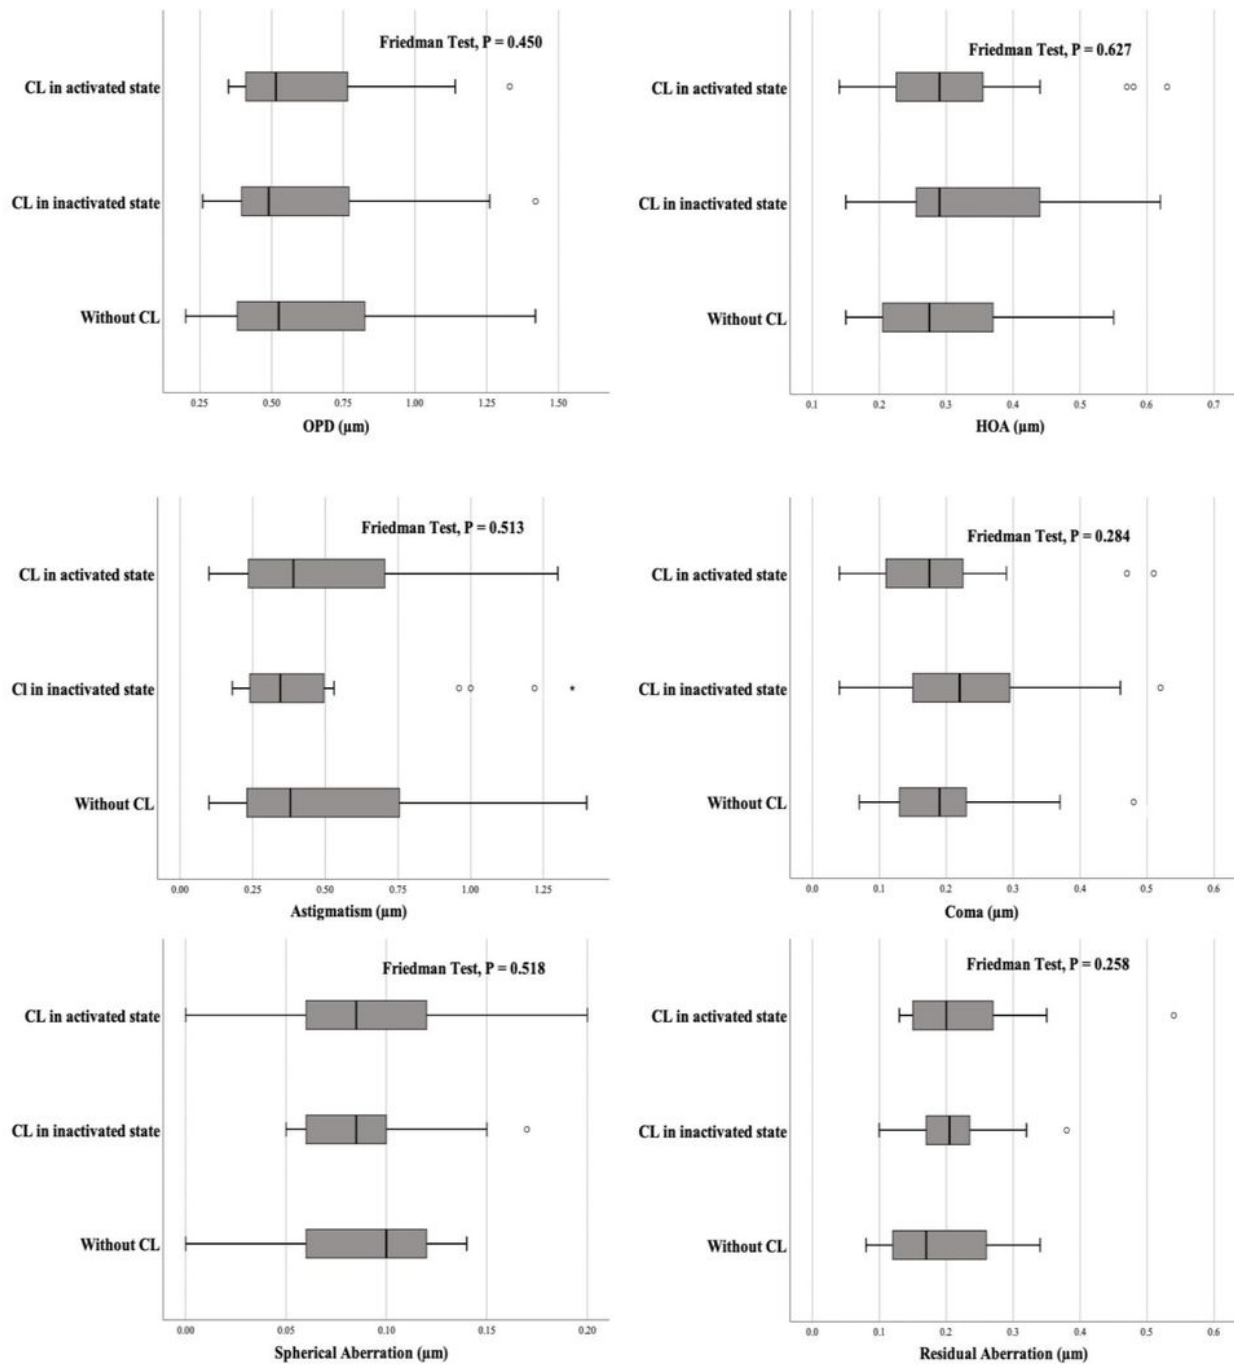 Friedman Test, P = 0.450
CL in activated state
CL in inactivated state
Without CL
0.25 0.50 0.75 1.00 1.25 1.50
OPD (µm)
Friedman Test, P = 0.627
CL in activated state
CL in inactivated state
Without CL
0.1 0.2 0.3 0.4 0.5 0.6 0.7
HOA (µm)
Friedman Test, P = 0.513
CL in activated state
Cl in inactivated state
Without CL
0.00 0.25 0.50 0.75 1.00 1.25
Astigmatism (µm)
Friedman Test, P = 0.284
CL in activated state
CL in inactivated state
Without CL
0.0 0.1 0.2 0.3 0.4 0.5 0.6
Coma (µm)
Friedman Test, P = 0.518
CL in activated state
CL in inactivated state
Without CL
0.00 0.05 0.10 0.15 0.20
Spherical Aberration (µm)
Friedman Test, P = 0.258
CL in activated state
CL in inactivated state
Without CL
0.0 0.1 0.2 0.3 0.4 0.5 0.6
Residual Aberration (µm)